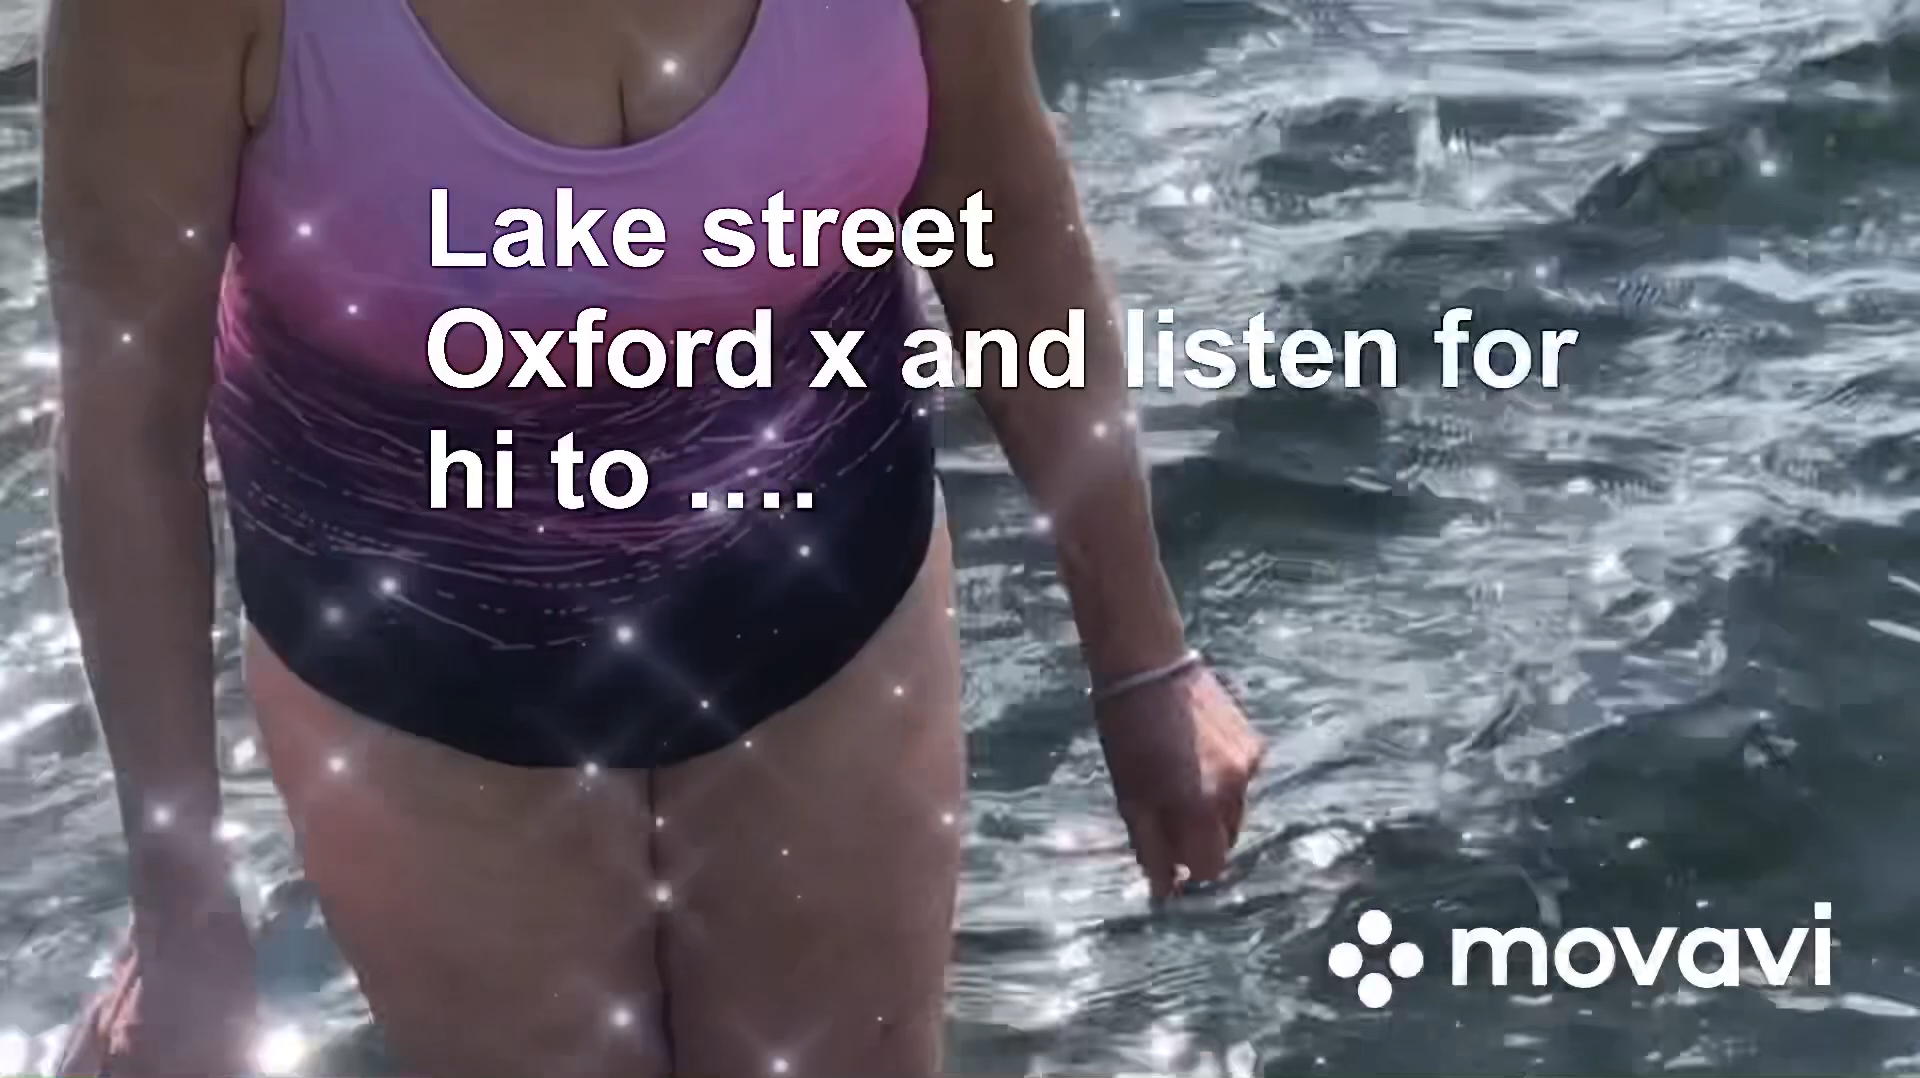 Lake street
Oxford x and listen for
hi to ....
movavi